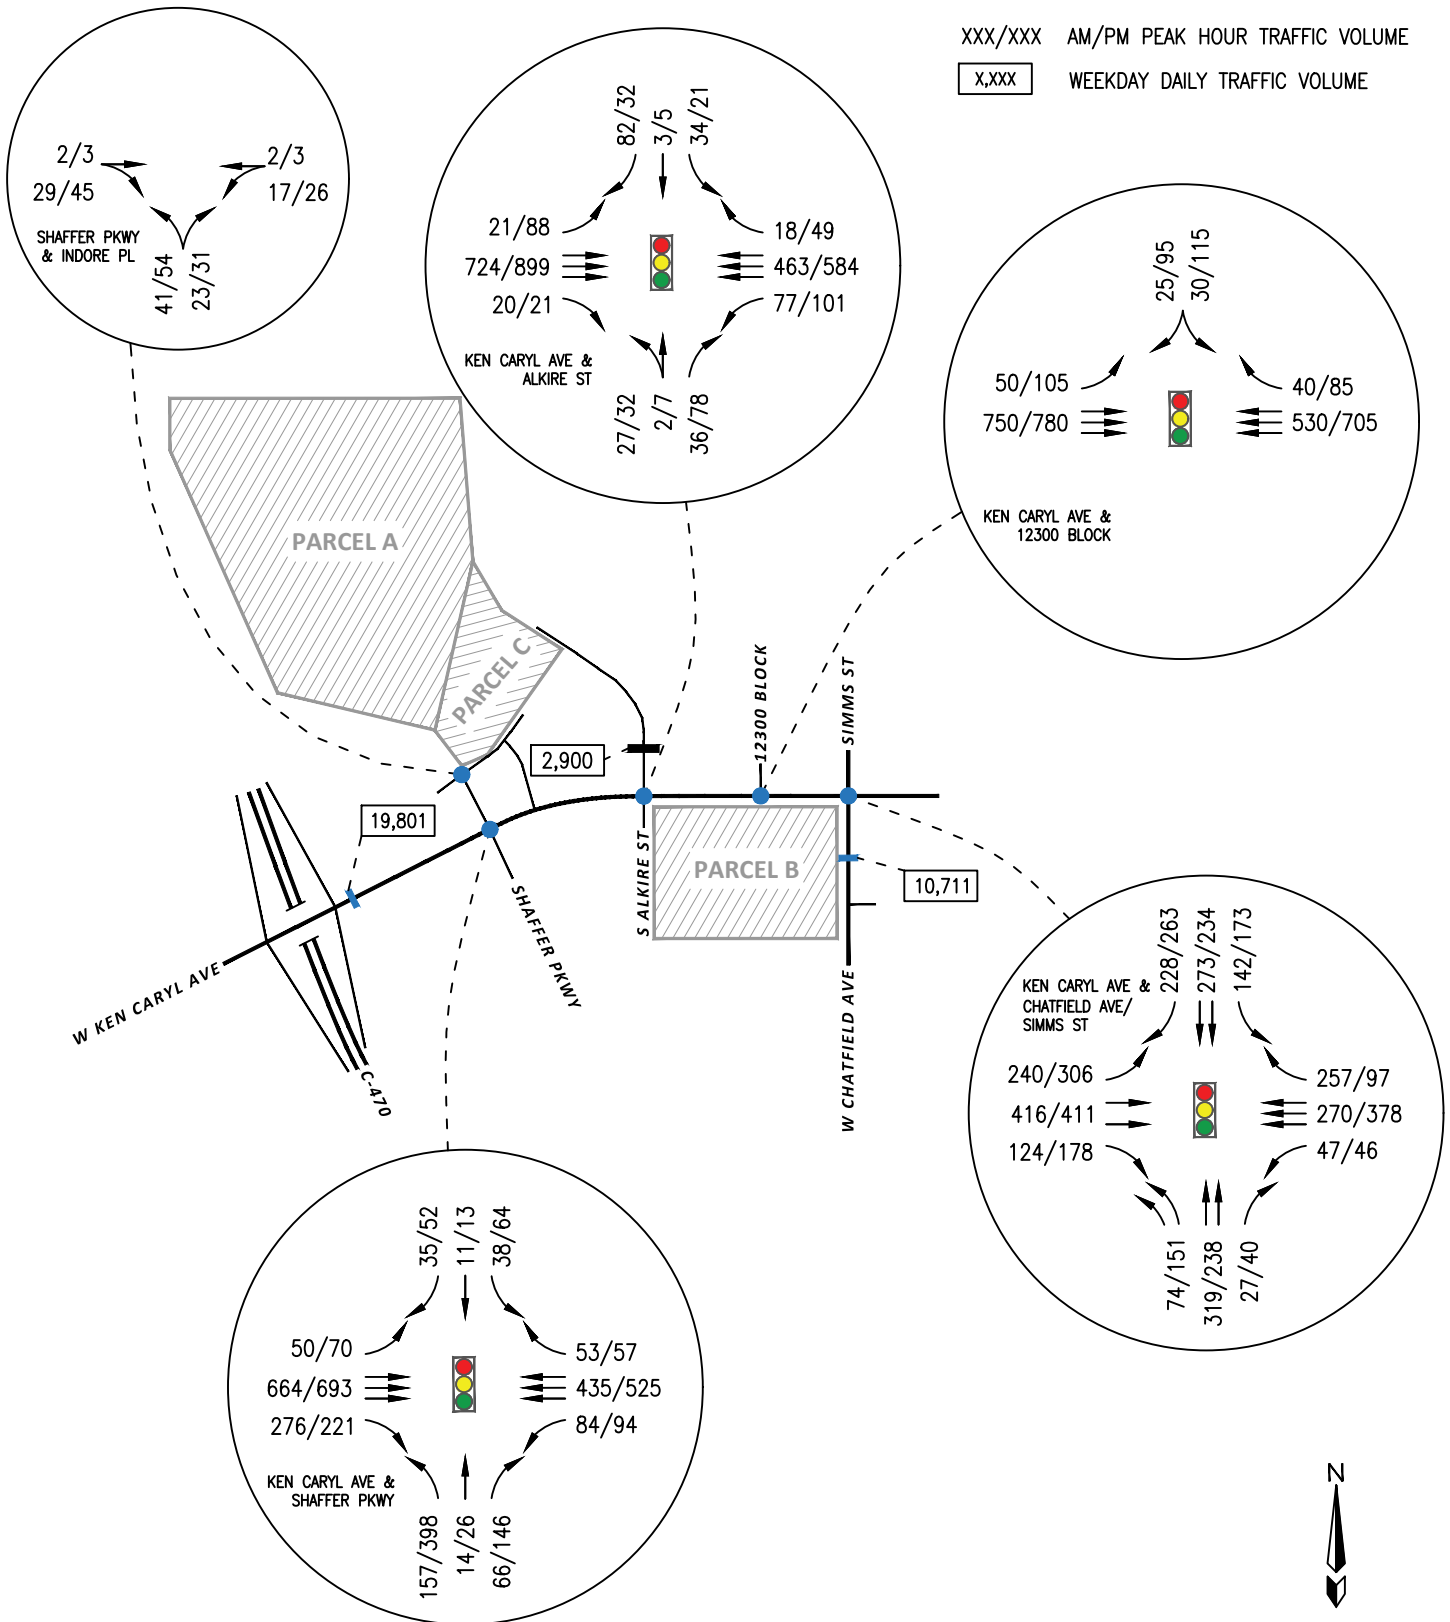 XXX/XXX AM/PM PEAK HOUR TRAFFIC VOLUME
X,XXX WEEKDAY DAILY TRAFFIC VOLUME
2/3
29/45
2/3
17/26
SHAFFER PKWY
& INDORE PL
41/54
23/31
82/32
3/5
34/21
21/88
724/899
20/21
18/49
463/584
77/101
KEN CARYL AVE &
ALKIRE ST
27/32
2/7
36/78
25/95
30/115
50/105
750/780
40/85
530/705
KEN CARYL AVE &
12300 BLOCK
PARCEL A
PARCEL C
2,900
12300 BLOCK
SIMMS ST
19,801
S ALKIRE ST
PARCEL B
10,711
SHAFFER PKWY
W KEN CARYL AVE
C-470
W CHATFIELD AVE
228/263
273/234
142/173
KEN CARYL AVE &
CHATFIELD AVE/
SIMMS ST
240/306
416/411
124/178
257/97
270/378
47/46
74/151
319/238
27/40
35/52
11/13
38/64
50/70
664/693
276/221
53/57
435/525
84/94
KEN CARYL AVE &
SHAFFER PKWY
157/398
14/26
66/146
N